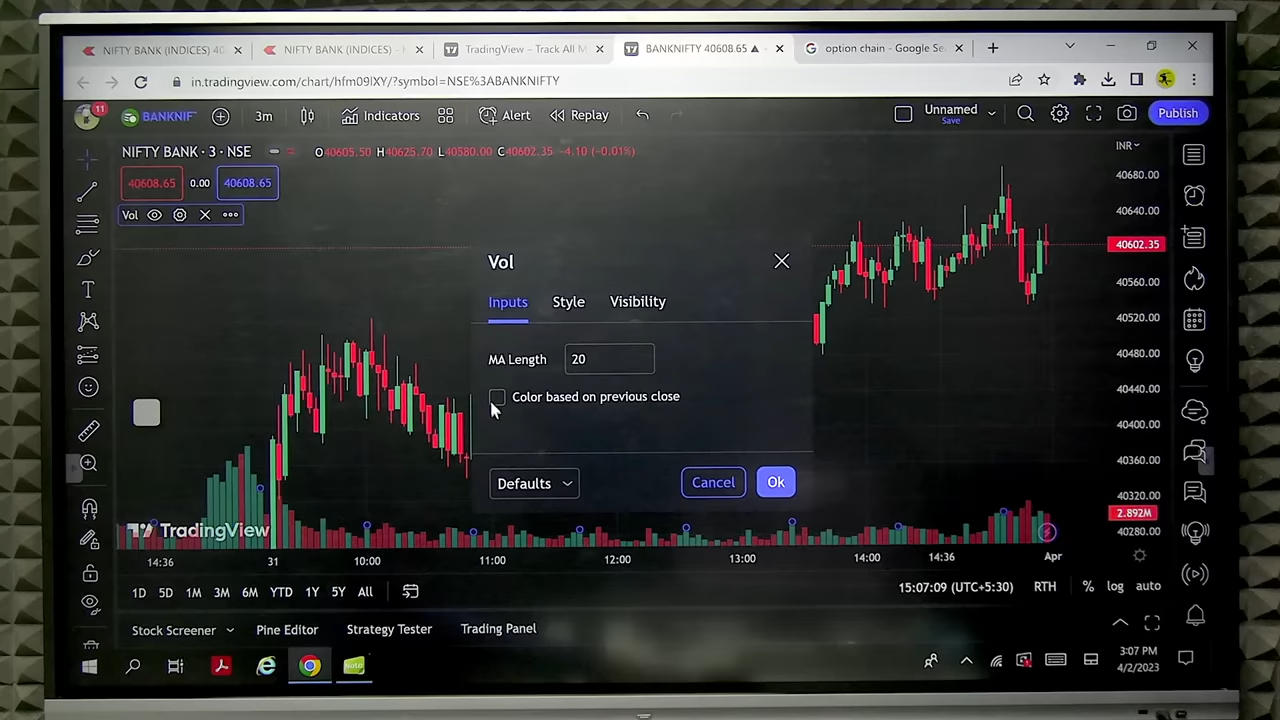 NIFTY BANK (INDICES) 40
NIFTY BANK (INDICES) -
TradingView – Track All M
BANKNIFTY 40608.65 ▲
option chain - Google Se
in.tradingview.com/chart/hfm09IXY/?symbol=NSE%3ABANKNIFTY
11
BANKNIF
3m
Indicators
Alert
Replay
Unnamed
Save
Publish
NIFTY BANK · 3 · NSE
O40605.50 H40625.70 L40580.00 C40602.35 -4.10 (-0.01%)
INR
40608.65
0.00
40608.65
Vol
40680.00
40640.00
40602.35
40560.00
40520.00
40480.00
40440.00
40400.00
40360.00
40320.00
2.892M
40280.00
Vol
Inputs
Style
Visibility
MA Length
20
Color based on previous close
Defaults
Cancel
Ok
TradingView
14:36
31
10:00
11:00
12:00
13:00
14:00
14:36
Apr
1D
5D
1M
3M
6M
YTD
1Y
5Y
All
15:07:09 (UTC+5:30)
RTH
%
log
auto
Stock Screener
Pine Editor
Strategy Tester
Trading Panel
3:07 PM
4/2/2023